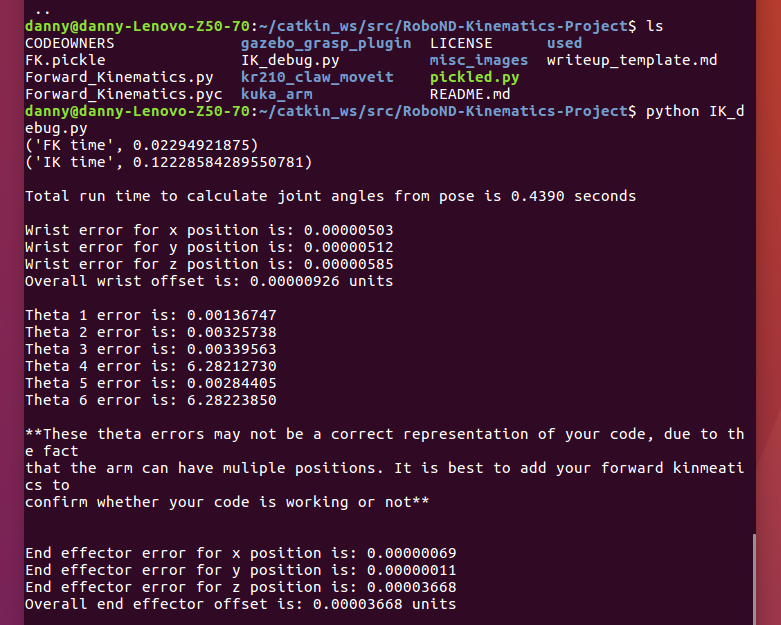 ..
danny@danny-Lenovo-Z50-70:~/catkin_ws/src/RoboND-Kinematics-Project$ ls
CODEOWNERS gazebo_grasp_plugin LICENSE used
FK.pickle IK_debug.py misc_images writeup_template.md
Forward_Kinematics.py kr210_claw_moveit pickled.py
Forward_Kinematics.pyc kuka_arm README.md
danny@danny-Lenovo-Z50-70:~/catkin_ws/src/RoboND-Kinematics-Project$ python IK_d
ebug.py
('FK time', 0.02294921875)
('IK time', 0.12228584289550781)
Total run time to calculate joint angles from pose is 0.4390 seconds
Wrist error for x position is: 0.00000503
Wrist error for y position is: 0.00000512
Wrist error for z position is: 0.00000585
Overall wrist offset is: 0.00000926 units
Theta 1 error is: 0.00136747
Theta 2 error is: 0.00325738
Theta 3 error is: 0.00339563
Theta 4 error is: 6.28212730
Theta 5 error is: 0.00284405
Theta 6 error is: 6.28223850
**These theta errors may not be a correct representation of your code, due to th
e fact
that the arm can have muliple positions. It is best to add your forward kinmeati
cs to
confirm whether your code is working or not**
End effector error for x position is: 0.00000069
End effector error for y position is: 0.00000011
End effector error for z position is: 0.00003668
Overall end effector offset is: 0.00003668 units